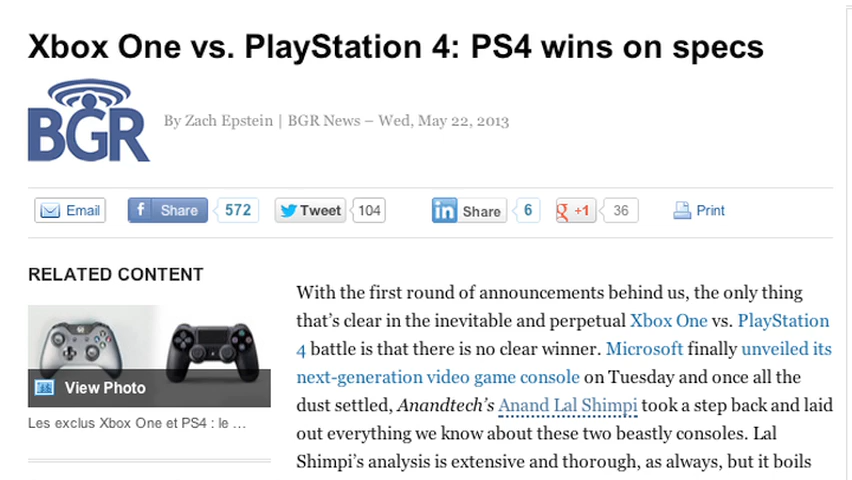 Xbox One vs. PlayStation 4: PS4 wins on specs
BGR
By Zach Epstein | BGR News – Wed, May 22, 2013
Email
f Share 572
Tweet 104
in Share 6
g +1 36
Print
RELATED CONTENT
View Photo
Les exclus Xbox One et PS4 : le ...
With the first round of announcements behind us, the only thing
that’s clear in the inevitable and perpetual Xbox One vs. PlayStation
4 battle is that there is no clear winner. Microsoft finally unveiled its
next-generation video game console on Tuesday and once all the
dust settled, Anandtech’s Anand Lal Shimpi took a step back and laid
out everything we know about these two beastly consoles. Lal
Shimpi’s analysis is extensive and thorough, as always, but it boils